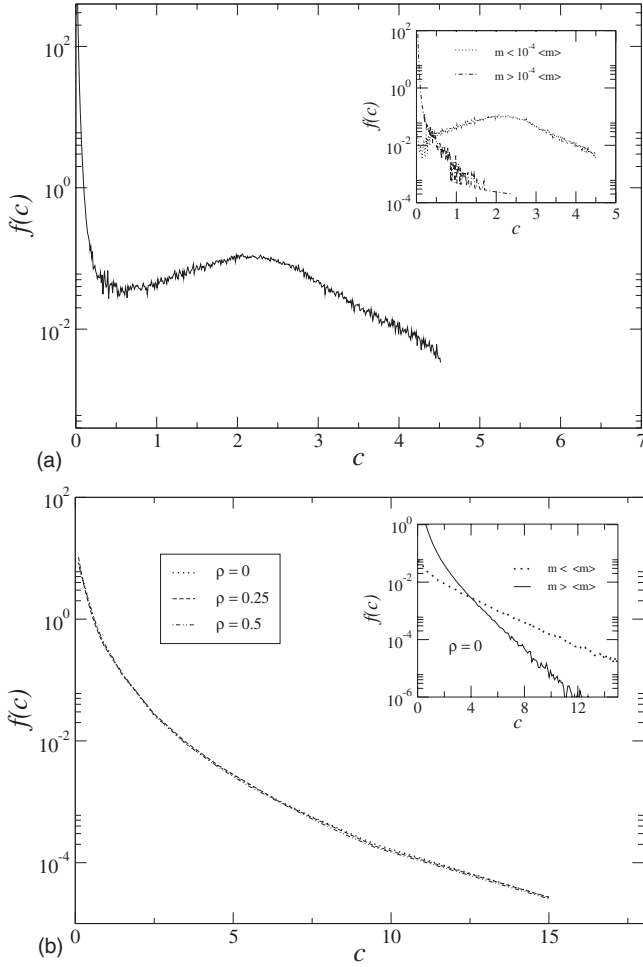 10^2
10^0
10^-2
f(c)
0 1 2 3 4 5 6 7
c
(a)
10^2
10^0
10^-2
10^-4
f(c)
m < 10^-4 <m>
m > 10^-4 <m>
0 1 2 3 4 5
c
10^2
10^0
10^-2
10^-4
f(c)
ρ = 0
ρ = 0.25
ρ = 0.5
0 5 10 15
c
(b)
10^0
10^-2
10^-4
10^-6
f(c)
m < <m>
m > <m>
ρ = 0
0 4 8 12
c